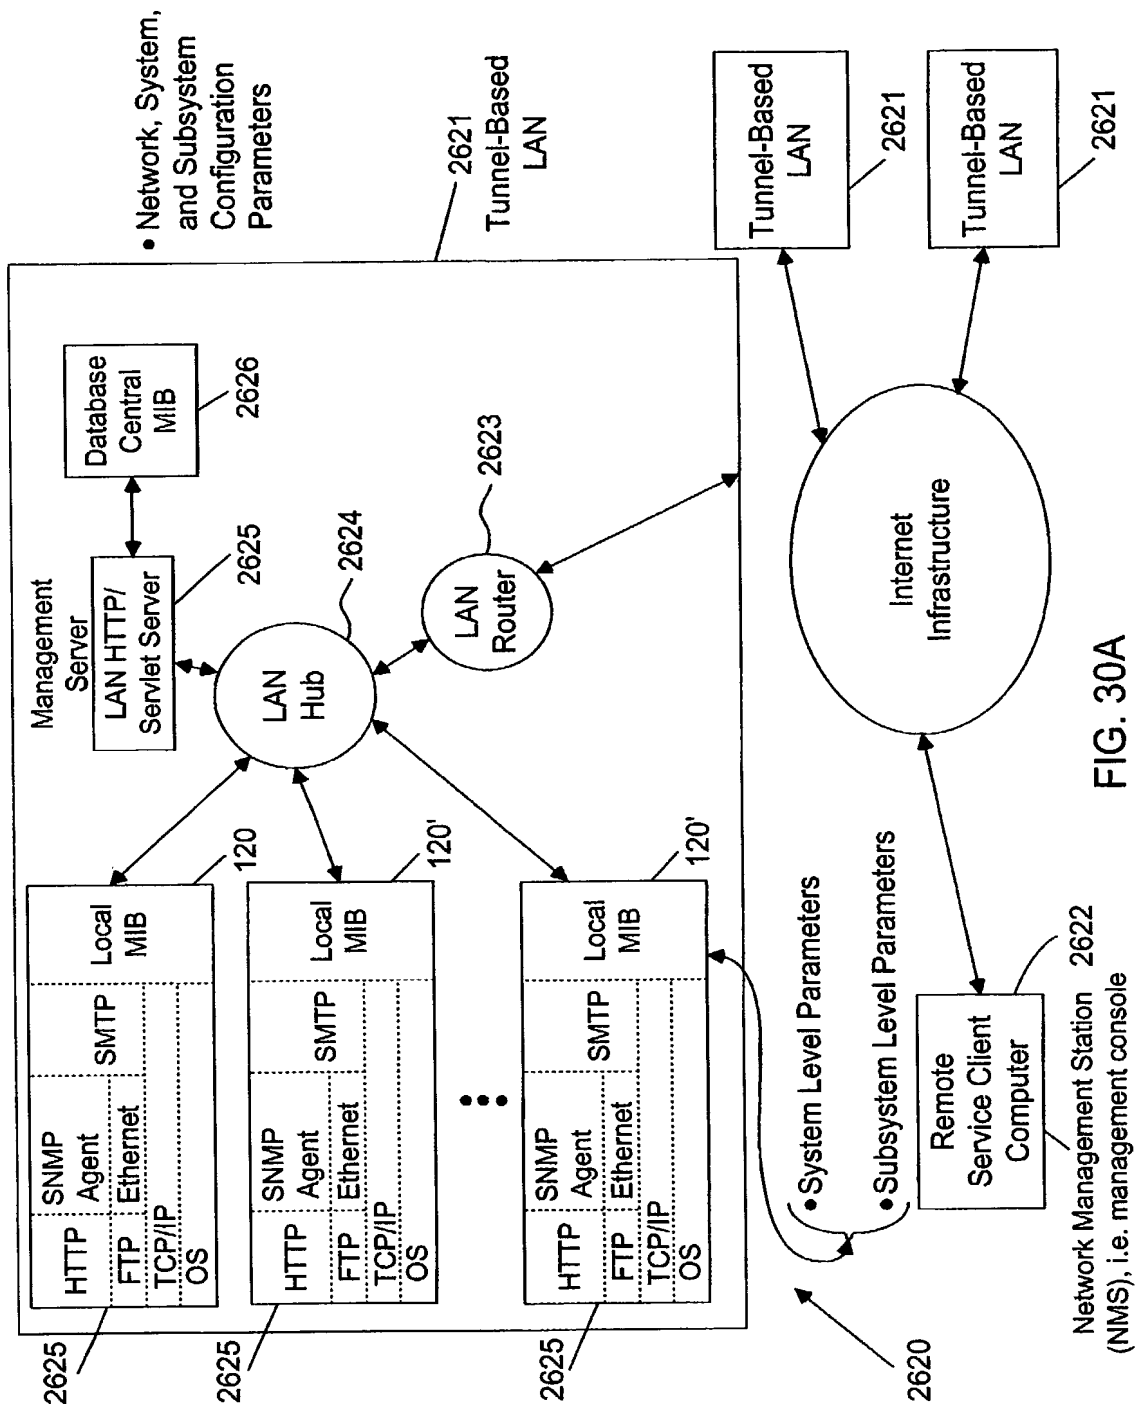 • Network, System,
and Subsystem
Configuration
Parameters
2621
Tunnel-Based
LAN
Management
Server
LAN HTTP/
Servlet Server
2625
Database
Central
MIB
2626
LAN
Hub
2624
LAN
Router
2623
2625
HTTP
SNMP
Agent
SMTP
Local
MIB
FTP
Ethernet
TCP/IP
OS
120
2625
HTTP
SNMP
Agent
SMTP
Local
MIB
FTP
Ethernet
TCP/IP
OS
120'
•••
2625
HTTP
SNMP
Agent
SMTP
Local
MIB
FTP
Ethernet
TCP/IP
OS
120'
•System Level Parameters
•Subsystem Level Parameters
2620
Remote
Service Client
Computer
2622
Network Management Station
(NMS), i.e. management console
Internet
Infrastructure
Tunnel-Based
LAN
2621
Tunnel-Based
LAN
2621
FIG. 30A